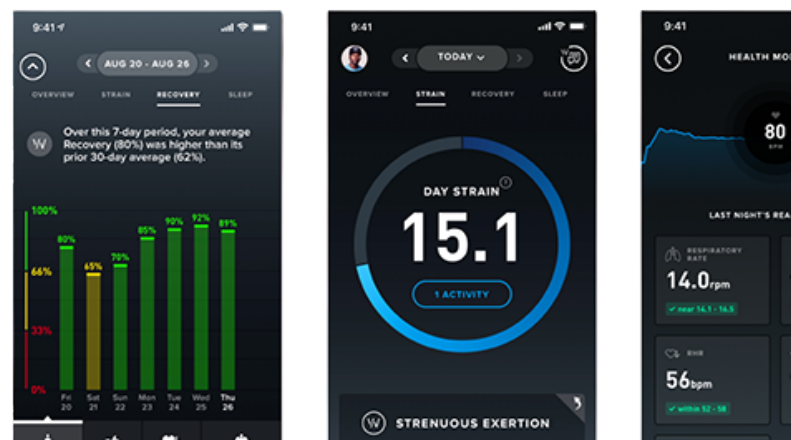 9:41
AUG 20 - AUG 26
OVERVIEW STRAIN RECOVERY SLEEP
W
Over this 7-day period, your average
Recovery (80%) was higher than its
prior 30-day average (62%).
100%
66%
33%
0%
80%
65%
70%
85%
90%
92%
89%
Fri
20
Sat
21
Sun
22
Mon
23
Tue
24
Wed
25
Thu
26
9:41
TODAY
W
OVERVIEW STRAIN RECOVERY SLEEP
DAY STRAIN
15.1
1 ACTIVITY
W
STRENUOUS EXERTION
9:41
HEALTH MO
80
BPM
LAST NIGHT'S REA
RESPIRATORY
RATE
14.0rpm
✓ near 14.1 - 16.5
RHR
56bpm
✓ within 52 - 58